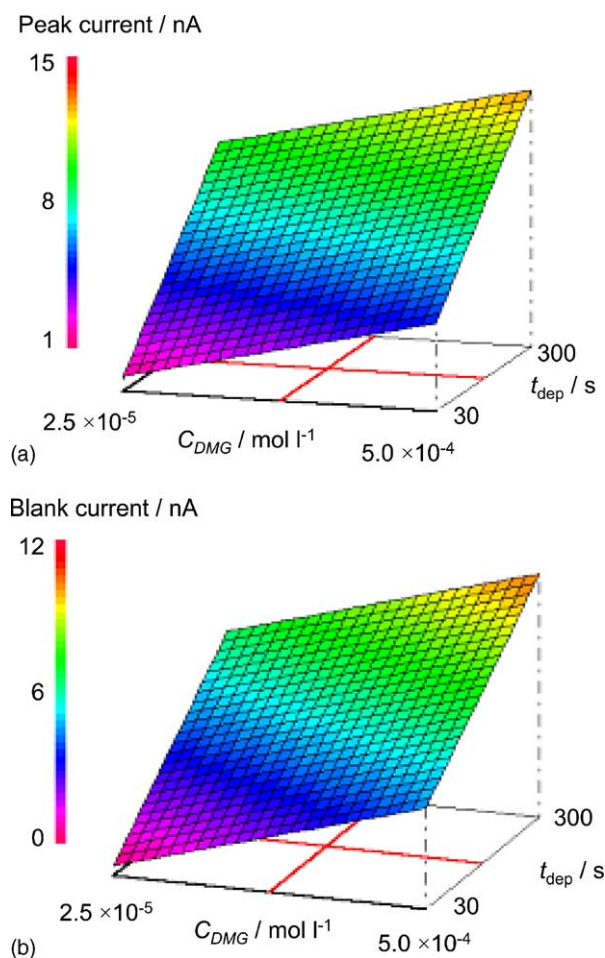 Peak current / nA
15
8
1
300
t_dep / s
30
2.5 ×10⁻⁵
C_DMG / mol l⁻¹
5.0 ×10⁻⁴
(a)
Blank current / nA
12
6
0
300
t_dep / s
30
2.5 ×10⁻⁵
C_DMG / mol l⁻¹
5.0 ×10⁻⁴
(b)